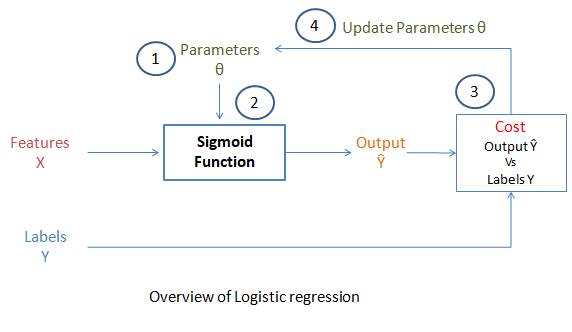 4 Update Parameters θ
1 Parameters
θ
3
2
Features
X
Sigmoid
Function
Output
Ŷ
Cost
Output Ŷ
Vs
Labels Y
Labels
Y
Overview of Logistic regression